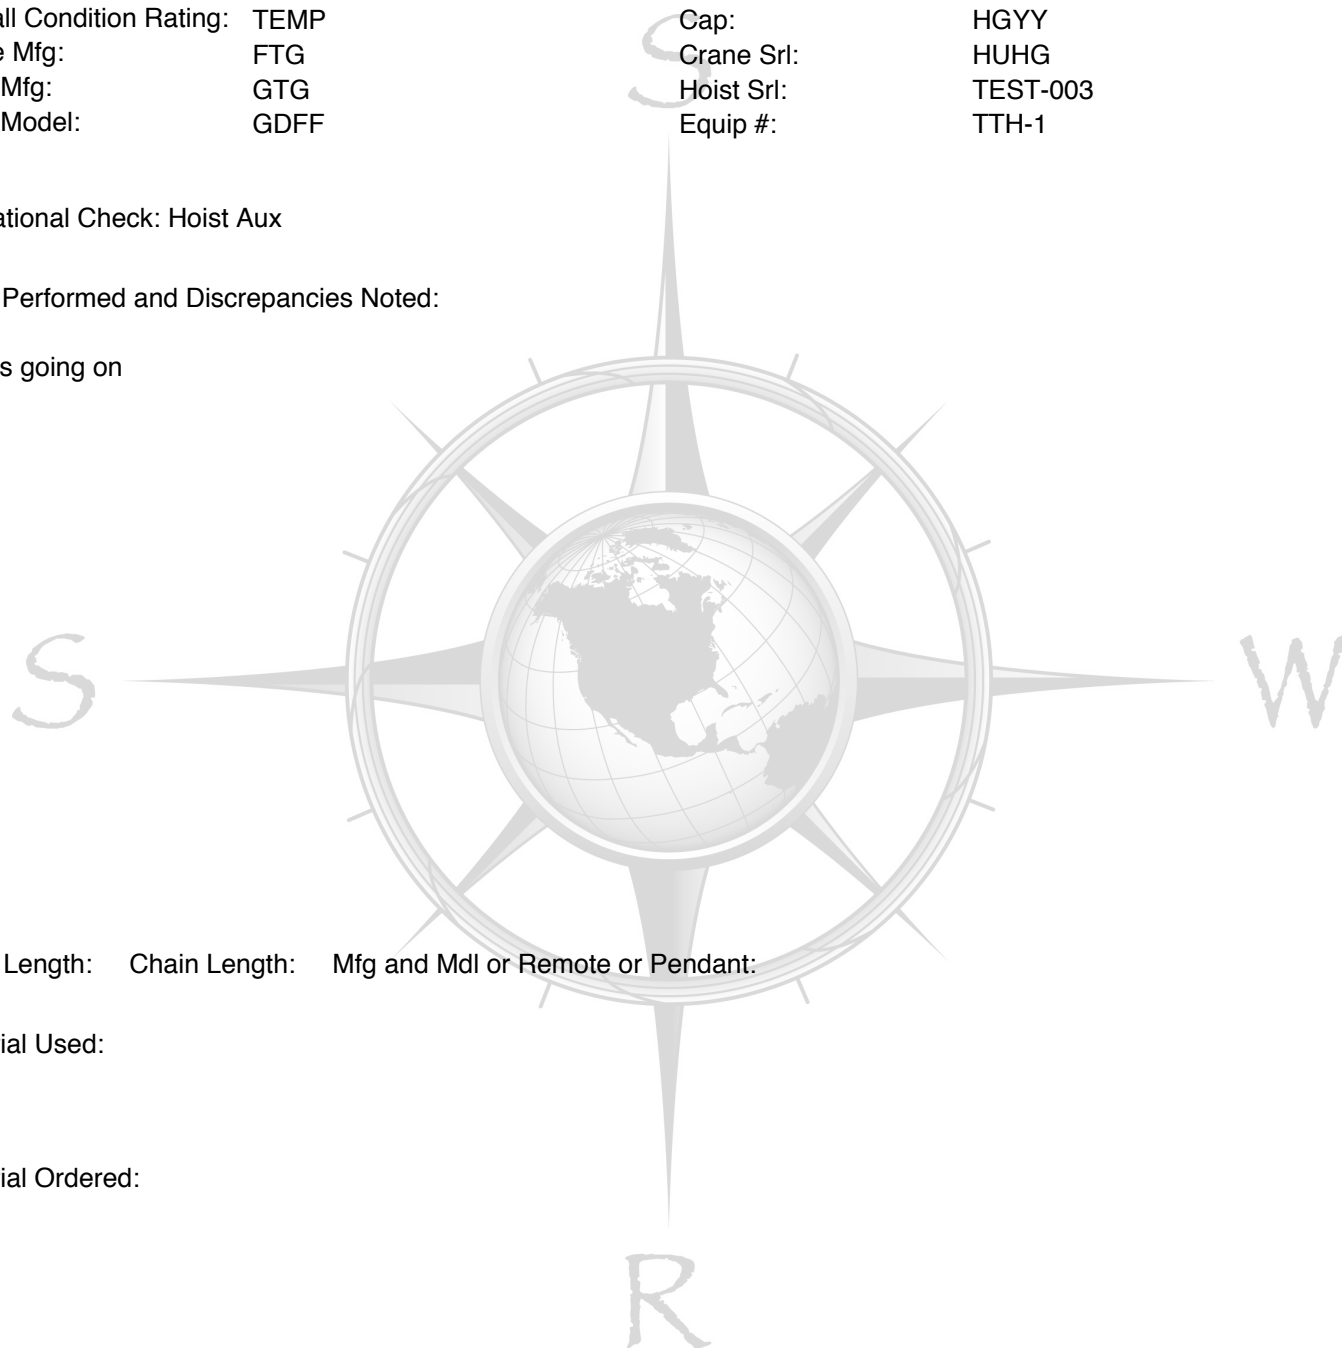 all Condition Rating: TEMP Cap: HGYY
e Mfg: FTG Crane Srl: HUHG
Mfg: GTG Hoist Srl: TEST-003
Model: GDFF Equip #: TTH-1
ational Check: Hoist Aux
Performed and Discrepancies Noted:
s going on
S
S
W
Length: Chain Length: Mfg and Mdl or Remote or Pendant:
ial Used:
ial Ordered:
R